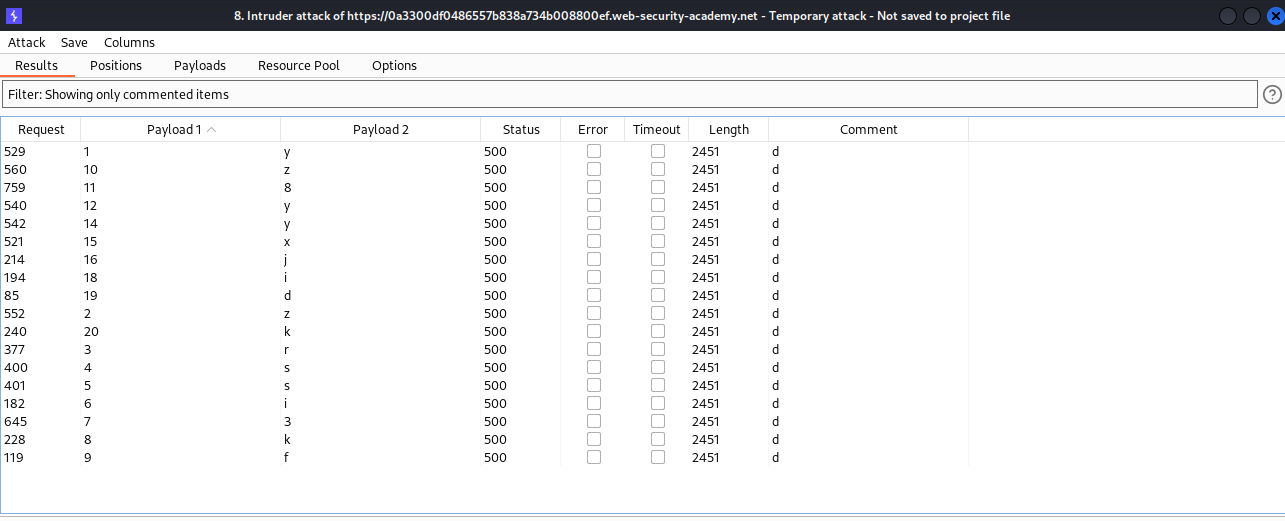 8. Intruder attack of https://0a3300df0486557b838a734b008800ef.web-security-academy.net - Temporary attack - Not saved to project file
Attack Save Columns
Results Positions Payloads Resource Pool Options
Filter: Showing only commented items ?
Request Payload 1 Payload 2 Status Error Timeout Length Comment
529 1 y 500 2451 d
560 10 z 500 2451 d
759 11 8 500 2451 d
540 12 y 500 2451 d
542 14 y 500 2451 d
521 15 x 500 2451 d
214 16 j 500 2451 d
194 18 i 500 2451 d
85 19 d 500 2451 d
552 2 z 500 2451 d
240 20 k 500 2451 d
377 3 r 500 2451 d
400 4 s 500 2451 d
401 5 s 500 2451 d
182 6 i 500 2451 d
645 7 3 500 2451 d
228 8 k 500 2451 d
119 9 f 500 2451 d